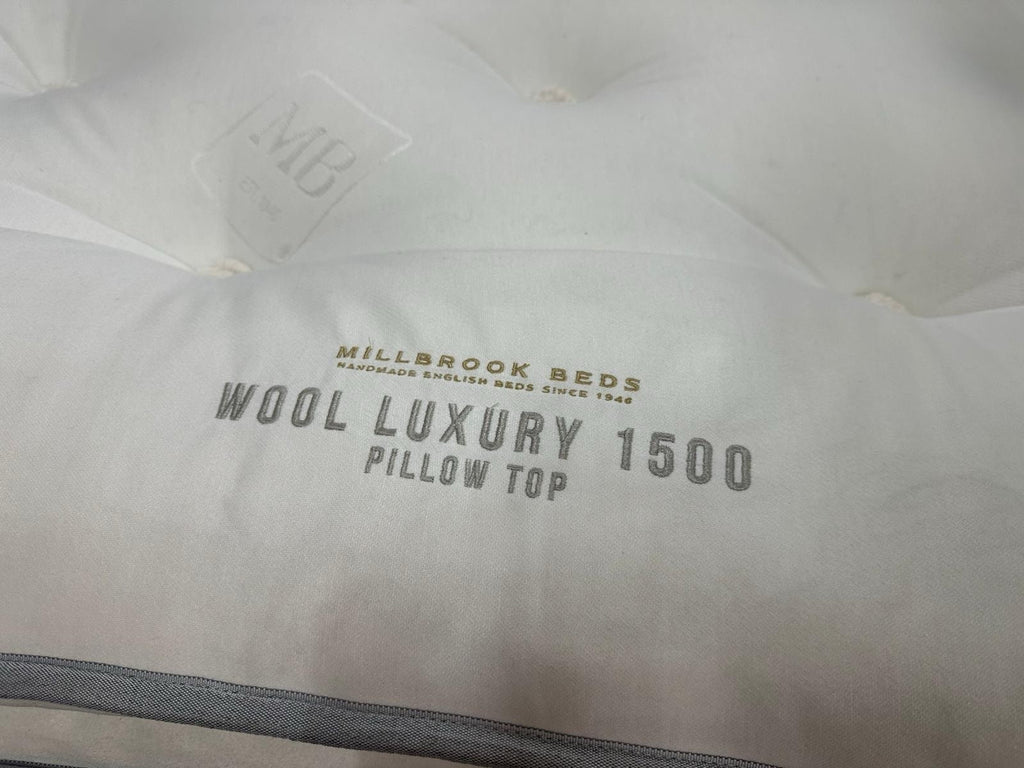 MB
MILLBROOK BEDS
HANDMADE ENGLISH BEDS SINCE 1946
WOOL LUXURY 1500
PILLOW TOP